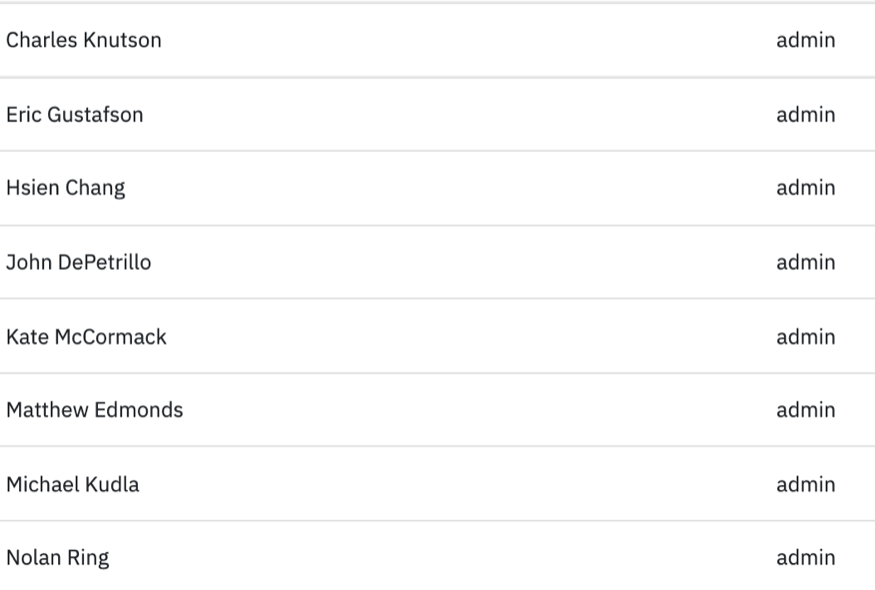 Charles Knutson admin
Eric Gustafson admin
Hsien Chang admin
John DePetrillo admin
Kate McCormack admin
Matthew Edmonds admin
Michael Kudla admin
Nolan Ring admin